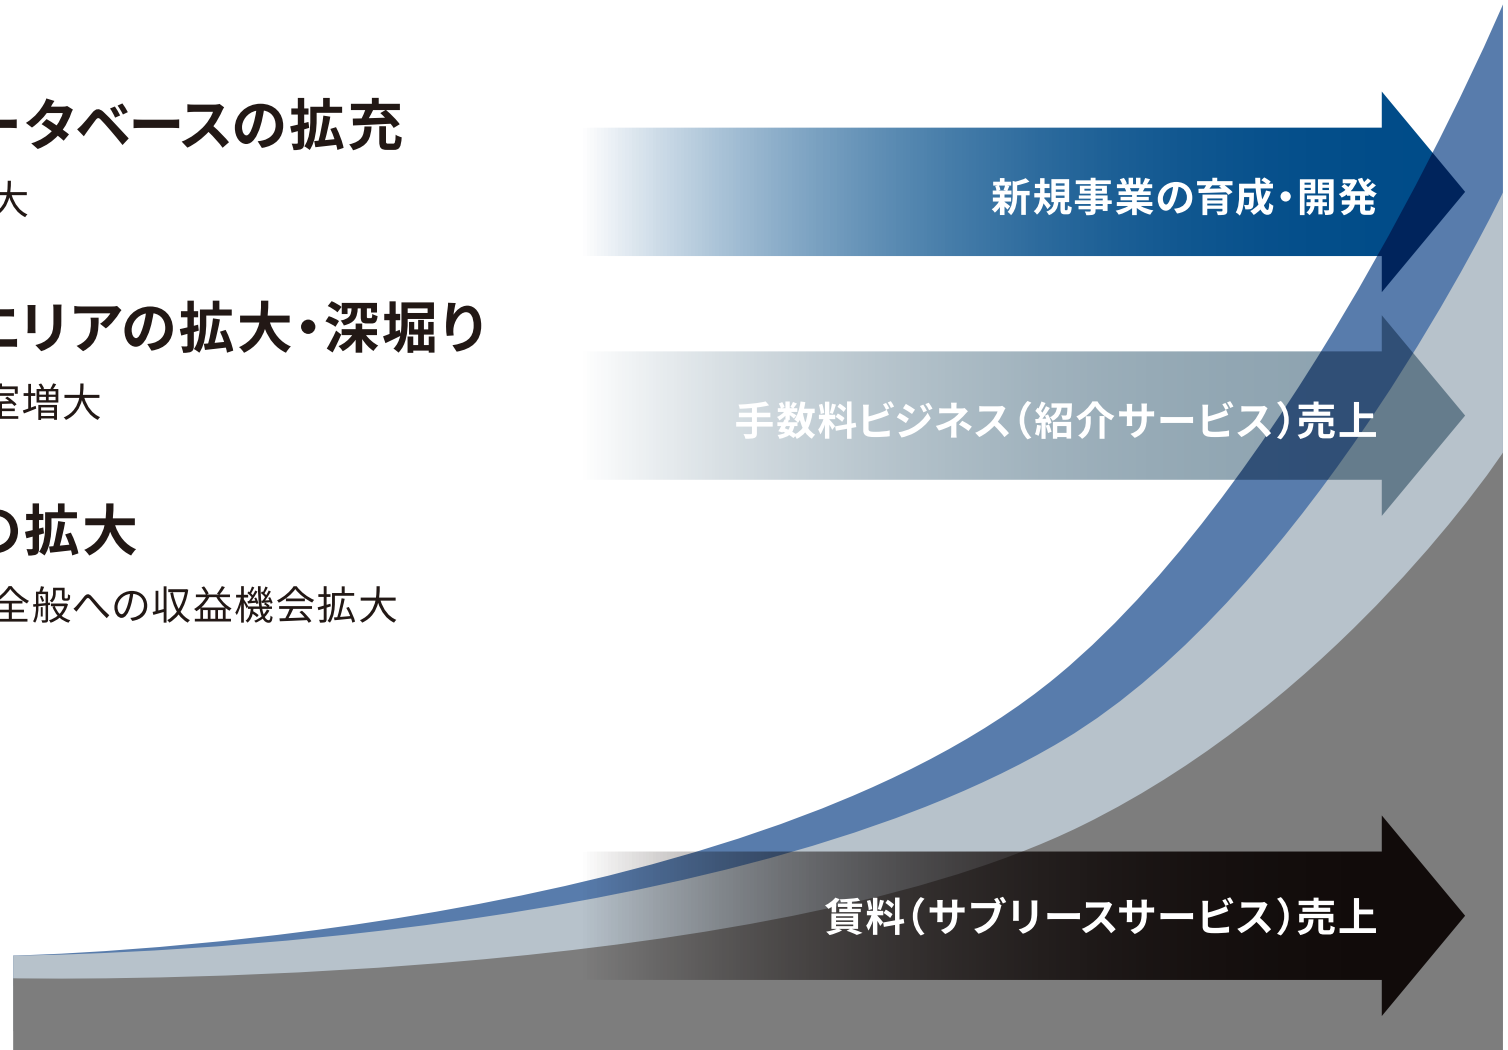 ータベースの拡充
大
エリアの拡大・深堀り
室増大
の拡大
全般への収益機会拡大
新規事業の育成・開発
手数料ビジネス（紹介サービス）売上
賃料（サブリースサービス）売上